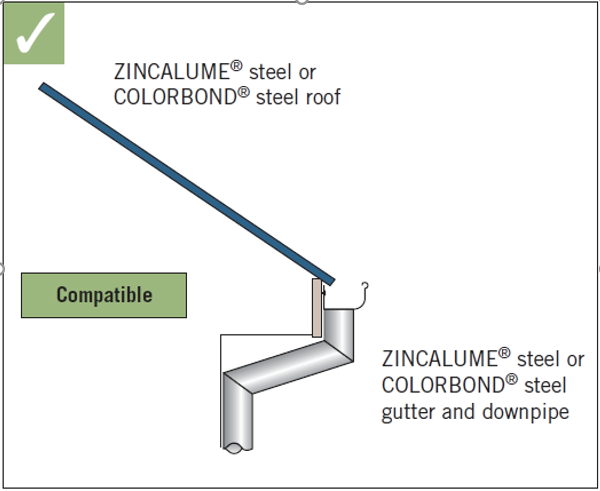 ZINCALUME® steel or
COLORBOND® steel roof
Compatible
ZINCALUME® steel or
COLORBOND® steel
gutter and downpipe